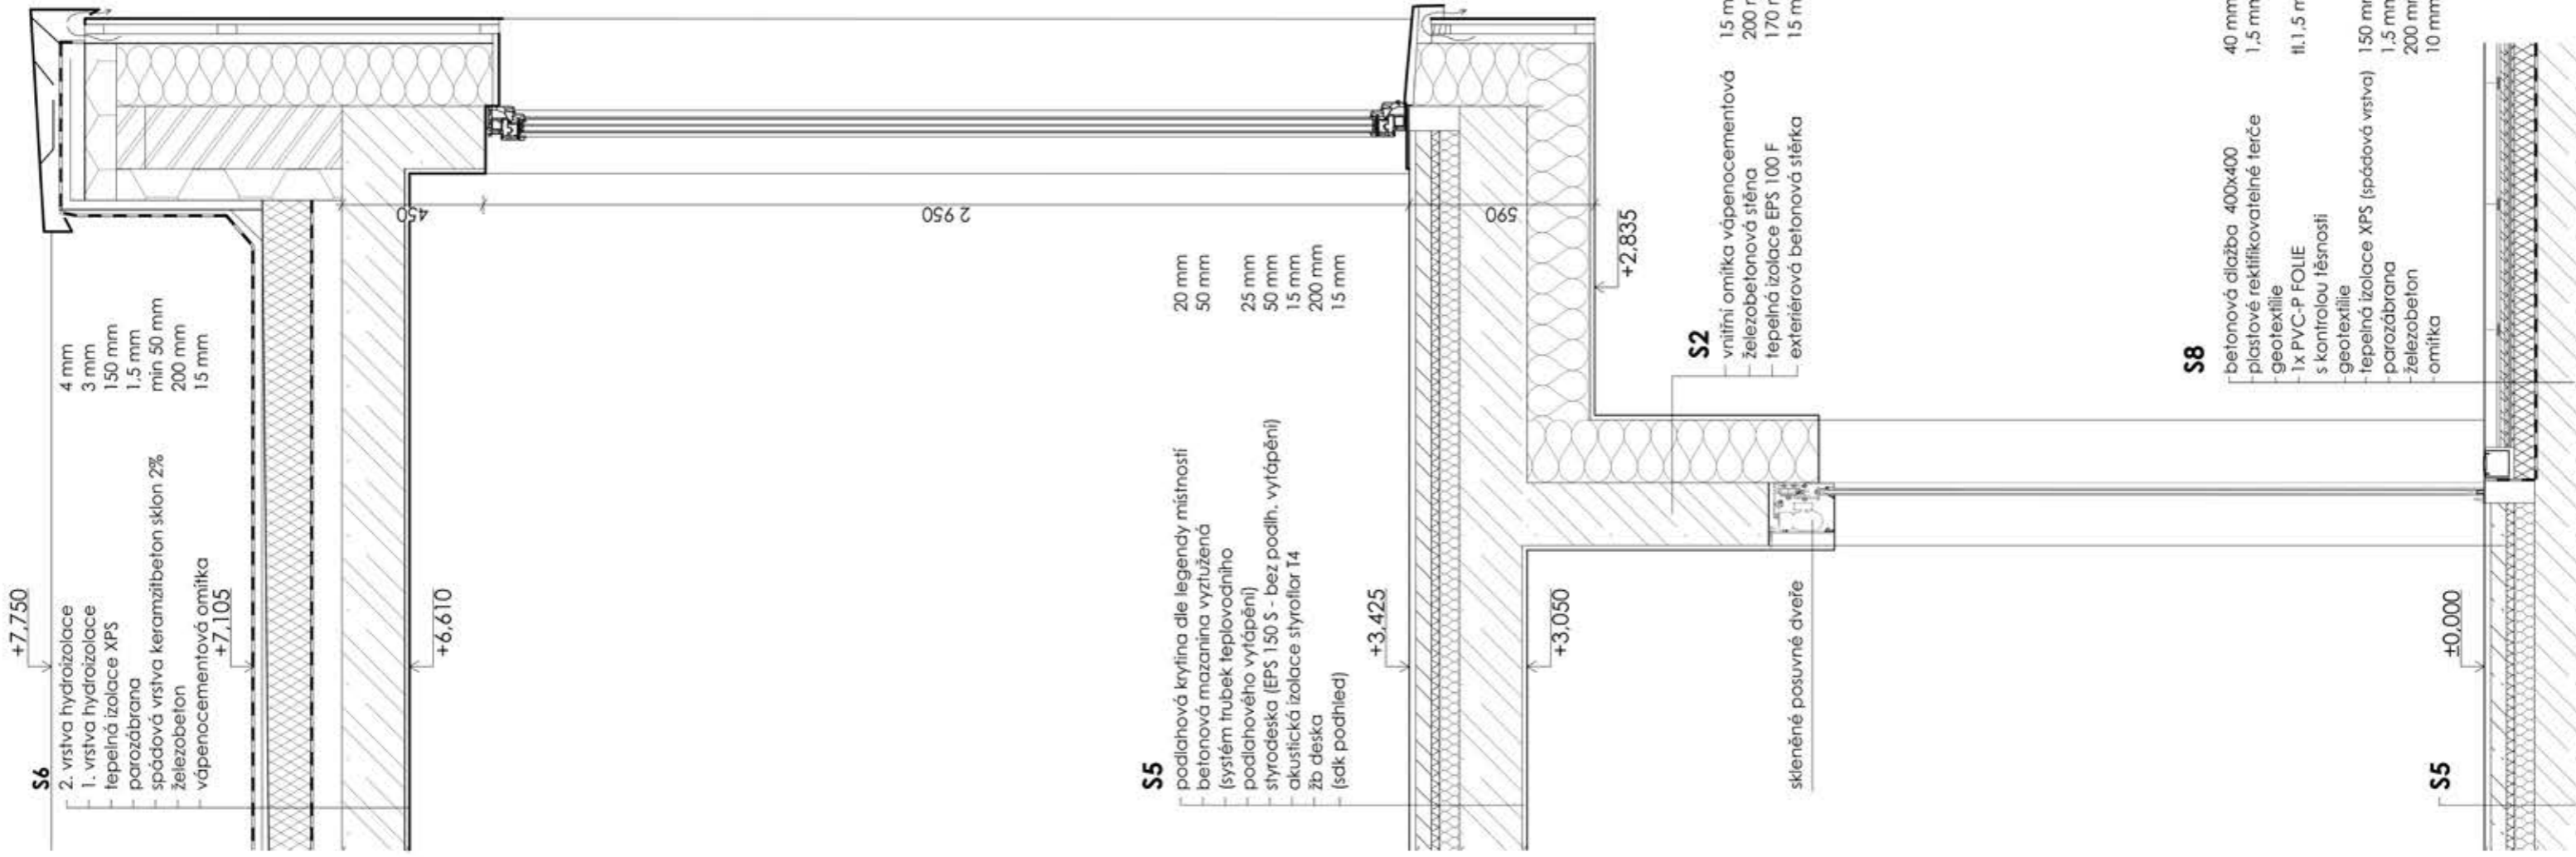 +7,750
S6
2. vrstva hydroizolace 4 mm
1. vrstva hydroizolace 3 mm
tepelná izolace XPS 150 mm
parozábrana 1,5 mm
spádová vrstva keramzitbeton sklon 2% min 50 mm
železobeton 200 mm
vápenocementová omítka 15 mm
+7,105
+6,610
450
2 950
590
S5
podlahová krytina dle legendy místností 20 mm
betonová mazanina vyztužená 50 mm
(systém trubek teplovodního
podlahového vytápění) 25 mm
styrodeska (EPS 150 S - bez podlh. vytápění) 50 mm
akustická izolace styroflor T4 15 mm
žb deska 200 mm
(sdk podhled) 15 mm
+3,425
+3,050
+2,835
S2
vnitřní omítka vápenocementová 15 m
železobetonová stěna 200
tepelná izolace EPS 100 F 170
exteriérová betonová stěrka 15 m
skleněné posuvné dveře
S8
betonová dlažba 400x400 40 mm
plastové rektifikovatelné terče 1,5 mm
geotextílie
1x PVC-P FOLIE tl.1,5 m
s kontrolou těsnosti
geotextílie
tepelná izolace XPS (spádová vrstva) 150 mm
parozábrana 1,5 mm
železobeton 200 mm
omítka 10 mm
±0,000
S5